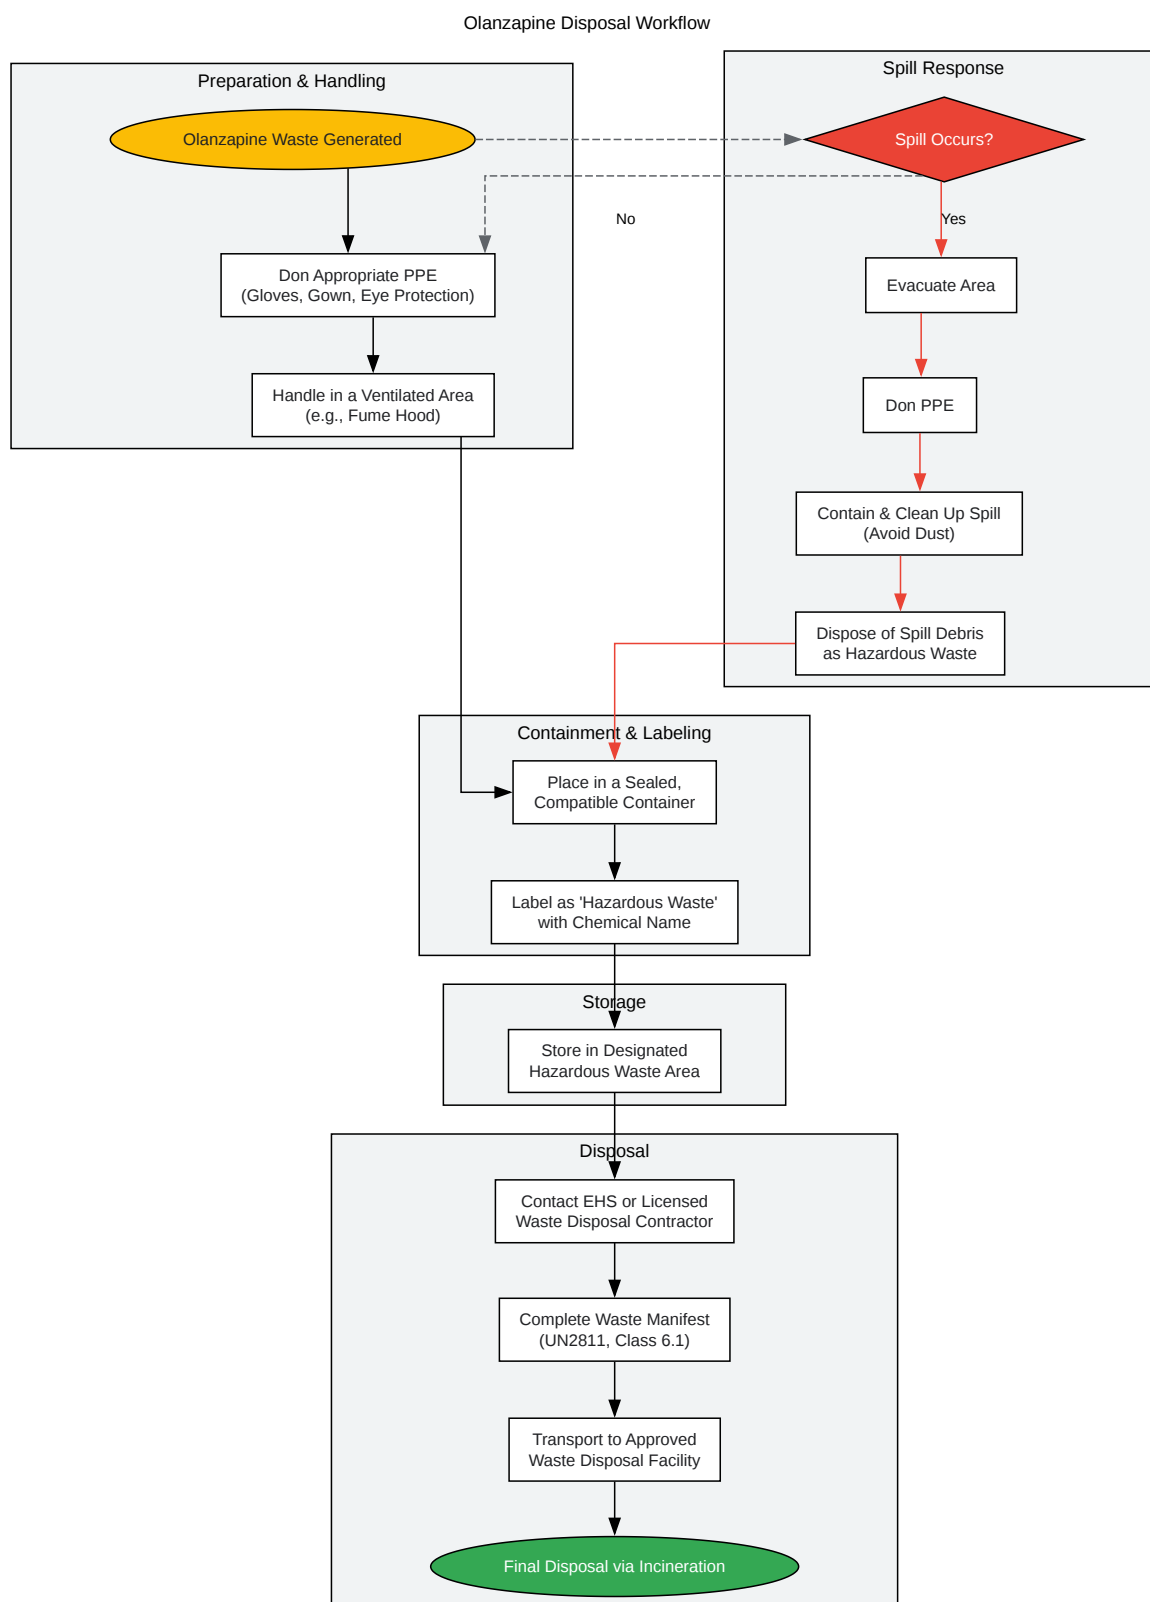 Olanzapine Disposal Workflow
Preparation & Handling
Olanzapine Waste Generated
Don Appropriate PPE
(Gloves, Gown, Eye Protection)
Handle in a Ventilated Area
(e.g., Fume Hood)
No
Spill Response
Spill Occurs?
Yes
Evacuate Area
Don PPE
Contain & Clean Up Spill
(Avoid Dust)
Dispose of Spill Debris
as Hazardous Waste
Containment & Labeling
Place in a Sealed,
Compatible Container
Label as 'Hazardous Waste'
with Chemical Name
Storage
Store in Designated
Hazardous Waste Area
Disposal
Contact EHS or Licensed
Waste Disposal Contractor
Complete Waste Manifest
(UN2811, Class 6.1)
Transport to Approved
Waste Disposal Facility
Final Disposal via Incineration